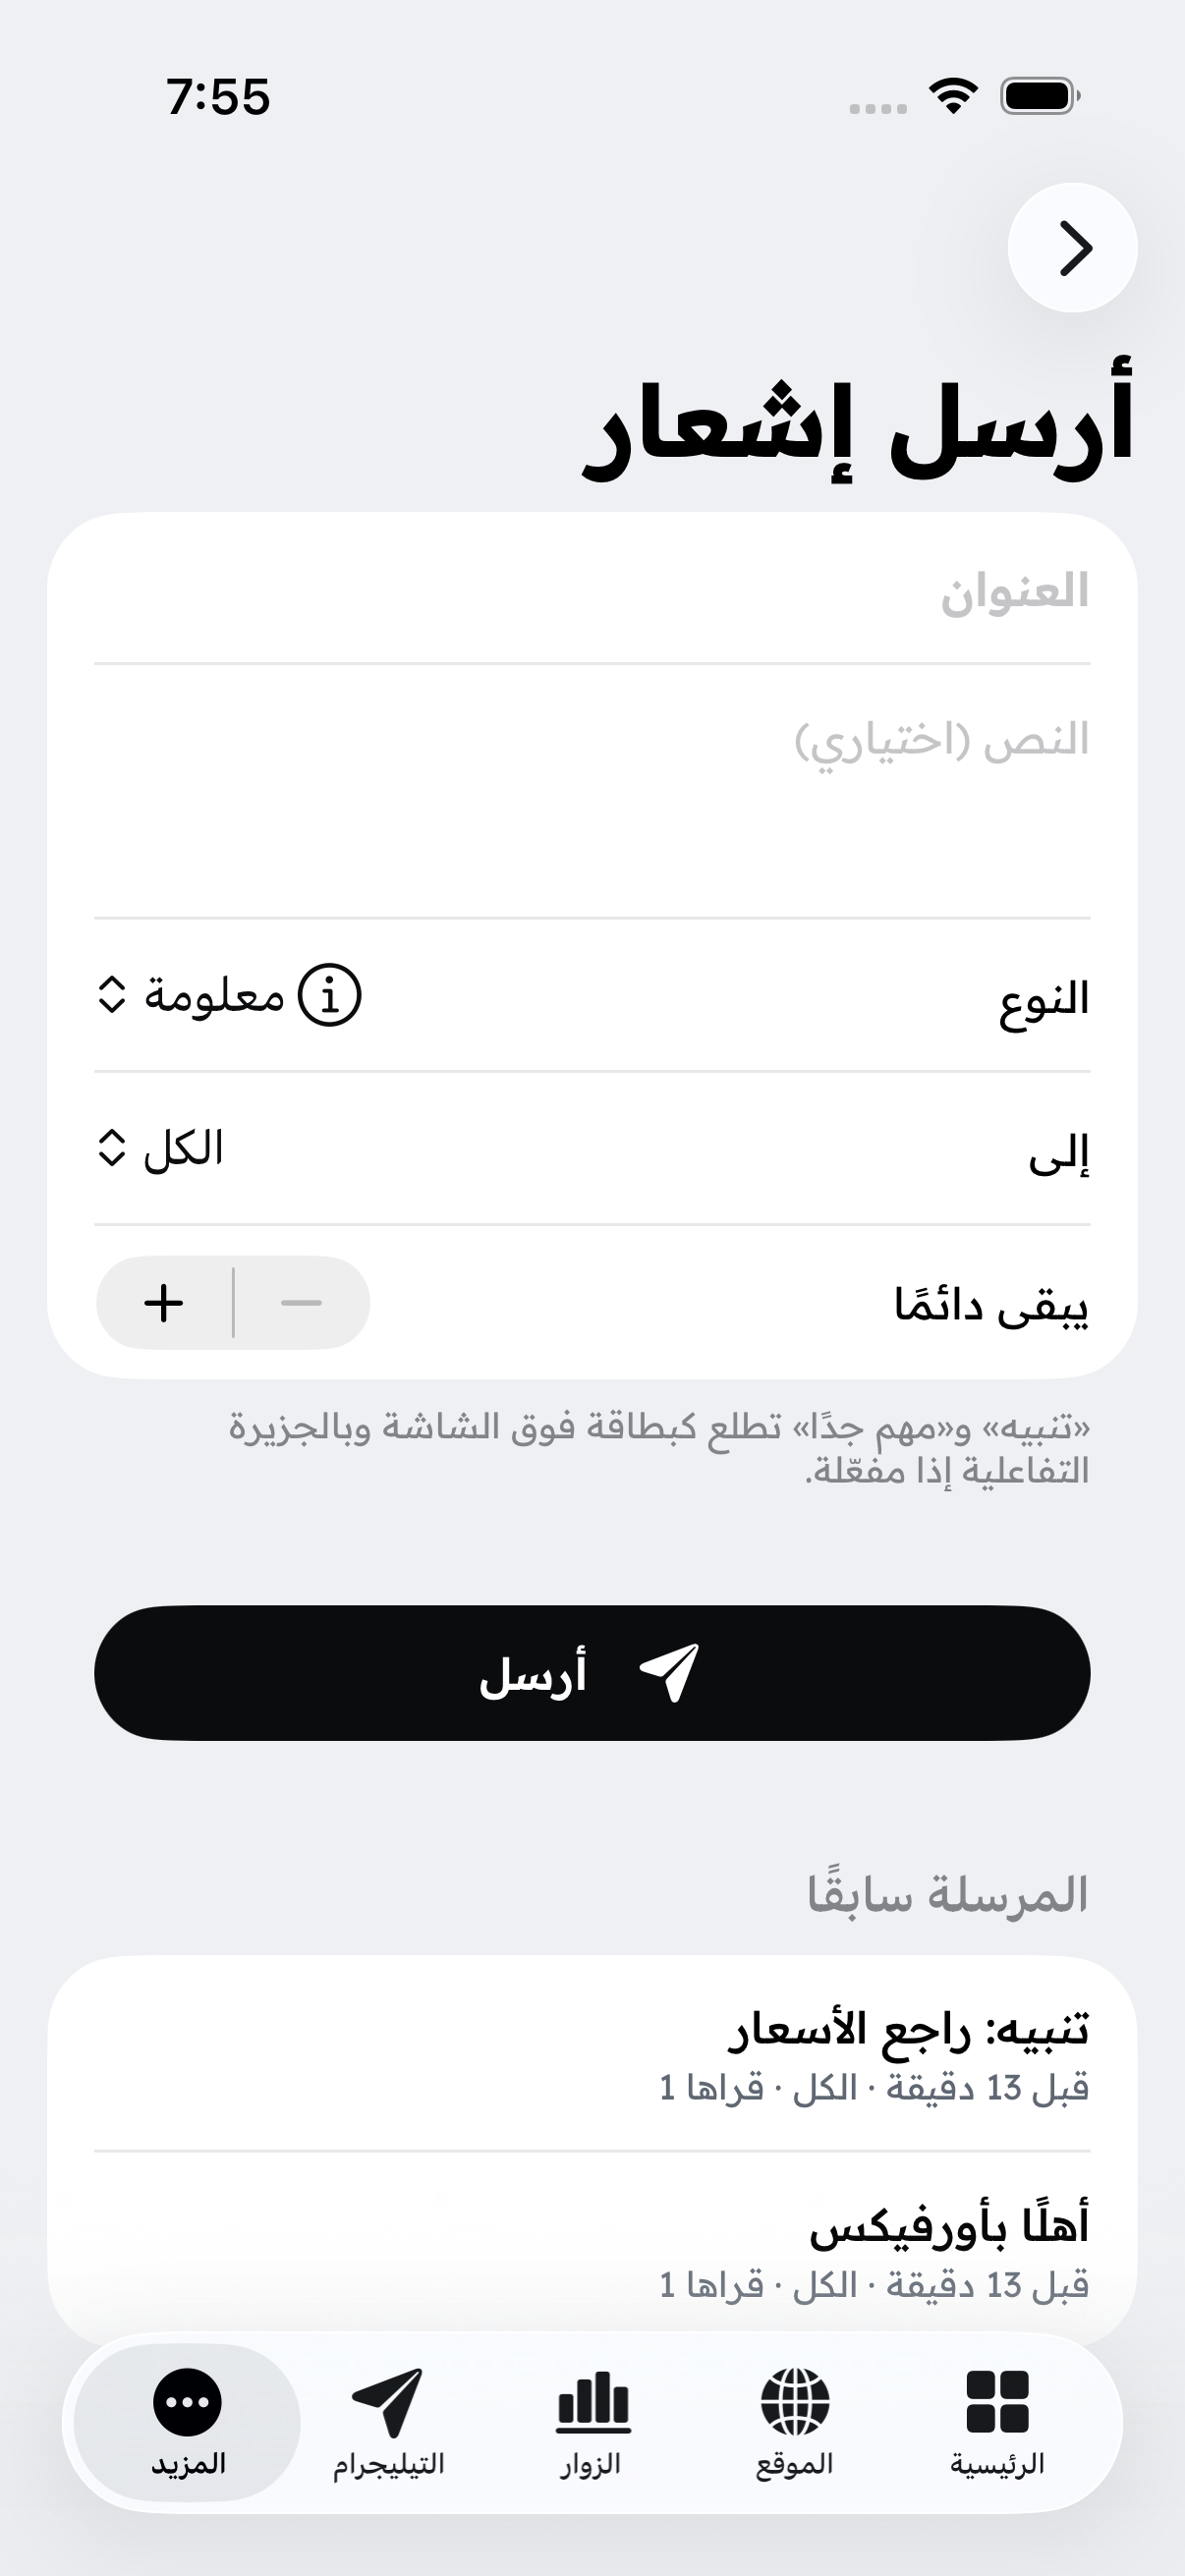 7:55
أرسل إشعار
العنوان
النص (اختياري)
النوع
معلومة
إلى
الكل
يبقى دائمًا
«تنبيه» و«مهم جدًا» تطلع كبطاقة فوق الشاشة وبالجزيرة
التفاعلية إذا مفعّلة.
أرسل
المرسلة سابقًا
تنبيه: راجع الأسعار
قبل 13 دقيقة · الكل · قراها 1
أهلًا بأورفيكس
قبل 13 دقيقة · الكل · قراها 1
الرئيسية
الموقع
الزوار
التيليجرام
المزيد